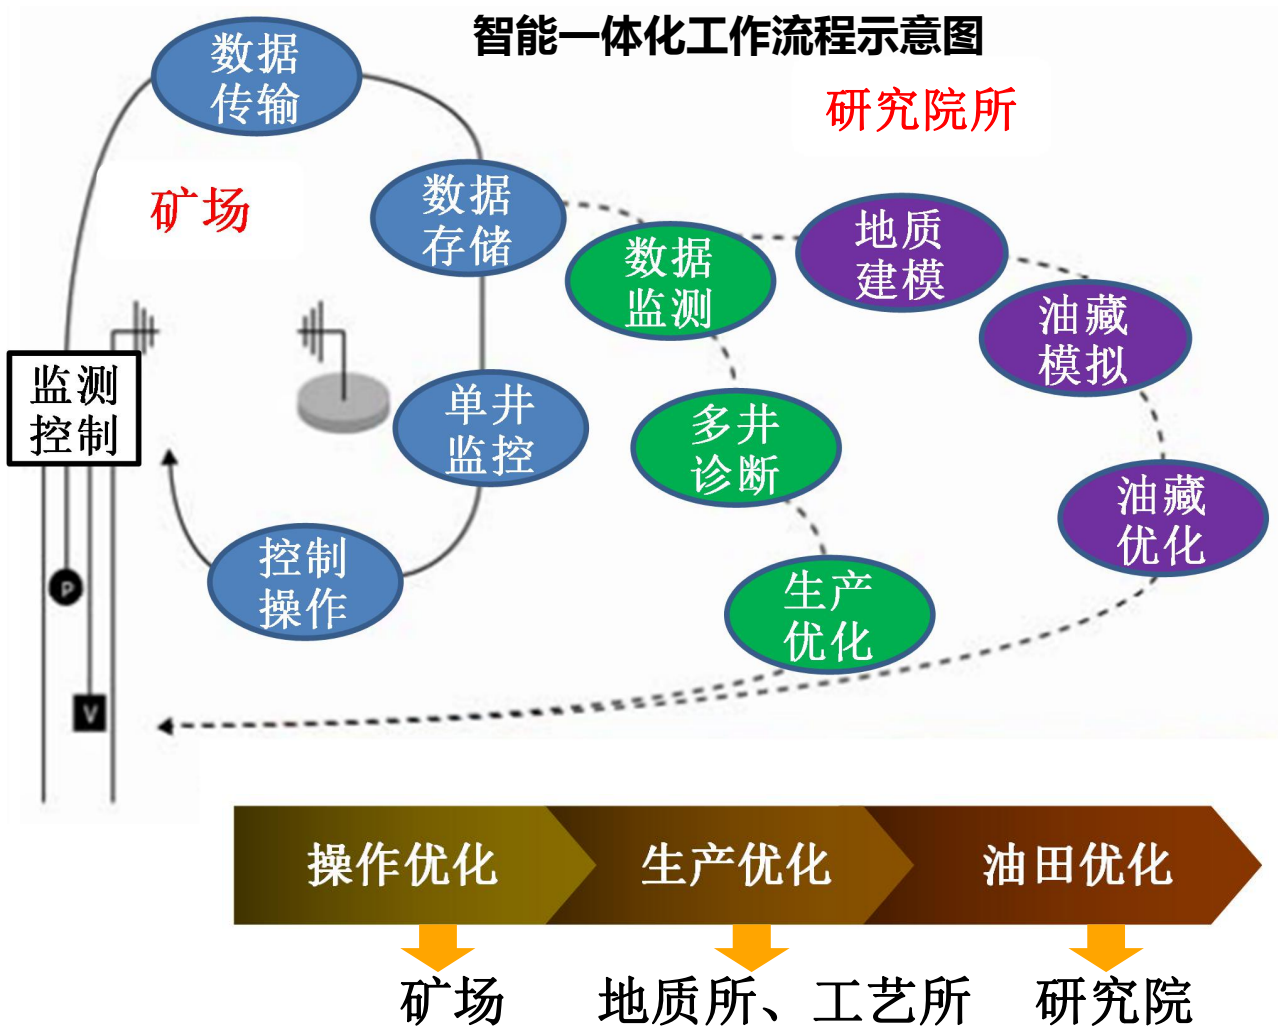 智能一体化工作流程示意图
数据
传输
研究院所
矿场
数据
存储
数据
监测
地质
建模
油藏
模拟
监测
控制
单井
监控
多井
诊断
油藏
优化
控制
操作
生产
优化
P
V
操作优化
生产优化
油田优化
矿场
地质所、工艺所
研究院